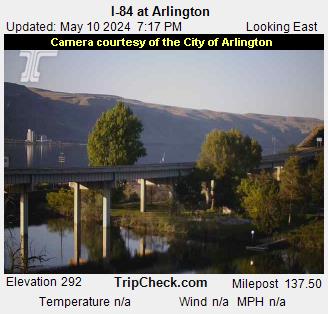 I-84 at Arlington
Updated: May 10 2024 7:17 PM Looking East
Camera courtesy of the City of Arlington
Elevation 292 TripCheck.com Milepost 137.50
Temperature n/a Wind n/a MPH n/a